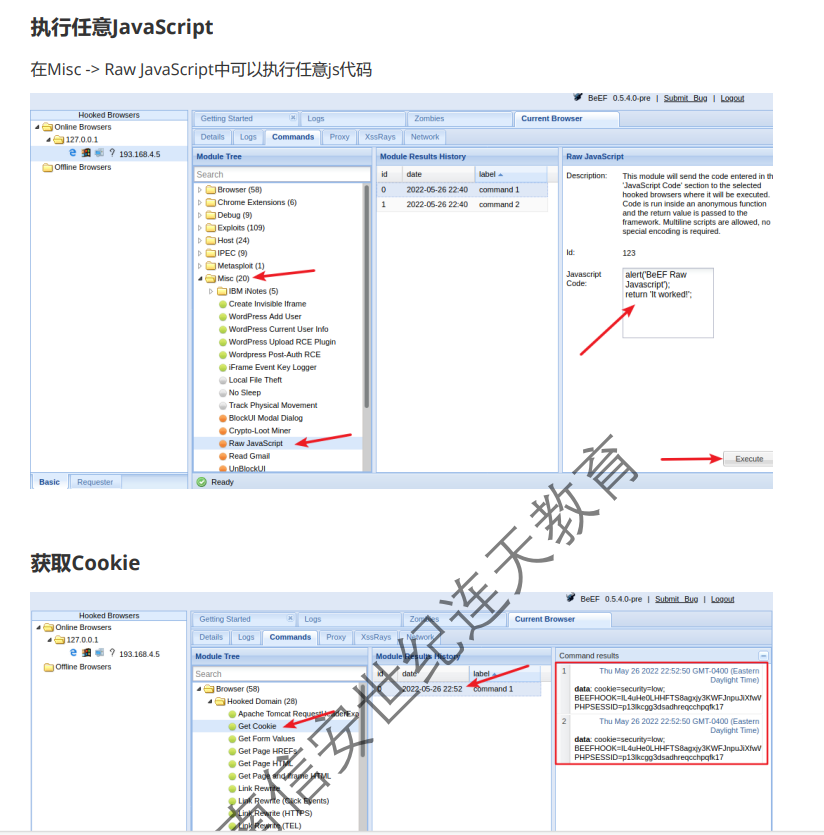 执行任意JavaScript
在Misc -> Raw JavaScript中可以执行任意js代码
BeEF 0.5.4.0-pre | Submit Bug | Logout
Hooked Browsers
Getting Started
Logs
Zombies
Current Browser
Online Browsers
127.0.0.1
? 193.168.4.5
Offline Browsers
Details
Logs
Commands
Proxy
XssRays
Network
Module Tree
Search
Browser (58)
Chrome Extensions (6)
Debug (9)
Exploits (109)
Host (24)
IPEC (9)
Metasploit (1)
Misc (20)
IBM iNotes (5)
Create Invisible Iframe
WordPress Add User
WordPress Current User Info
WordPress Upload RCE Plugin
Wordpress Post-Auth RCE
iFrame Event Key Logger
Local File Theft
No Sleep
Track Physical Movement
BlockUI Modal Dialog
Crypto-Loot Miner
Raw JavaScript
Read Gmail
UnBlockUI
Module Results History
id date label
0 2022-05-26 22:40 command 1
1 2022-05-26 22:40 command 2
Raw JavaScript
Description:
This module will send the code entered in th
'JavaScript Code' section to the selected
hooked browsers where it will be executed.
Code is run inside an anonymous function
and the return value is passed to the
framework. Multiline scripts are allowed, no
special encoding is required.
Id: 123
Javascript
Code:
alert('BeEF Raw
Javascript');
return 'It worked!';
Execute
Basic
Requester
Ready
获取Cookie
BeEF 0.5.4.0-pre | Submit Bug | Logout
Hooked Browsers
Getting Started
Logs
Zombies
Current Browser
Online Browsers
127.0.0.1
? 193.168.4.5
Offline Browsers
Details
Logs
Commands
Proxy
XssRays
Network
Module Tree
Search
Browser (58)
Hooked Domain (28)
Apache Tomcat RequestHeaderExa
Get Cookie
Get Form Values
Get Page HREFs
Get Page HTML
Get Page and iframe HTML
Link Rewrite
Link Rewrite (Click Events)
Link Rewrite (HTTPS)
Link Rewrite (TEL)
Module Results History
id date label
0 2022-05-26 22:52 command 1
Command results
1 Thu May 26 2022 22:52:50 GMT-0400 (Eastern
Daylight Time)
data: cookie=security=low;
PHPSESSID=p13lkcgg3dsadhreqcchpqfk17
2 Thu May 26 2022 22:52:50 GMT-0400 (Eastern
Daylight Time)
data: cookie=security=low;
PHPSESSID=p13lkcgg3dsadhreqcchpqfk17
信安世纪连天教育